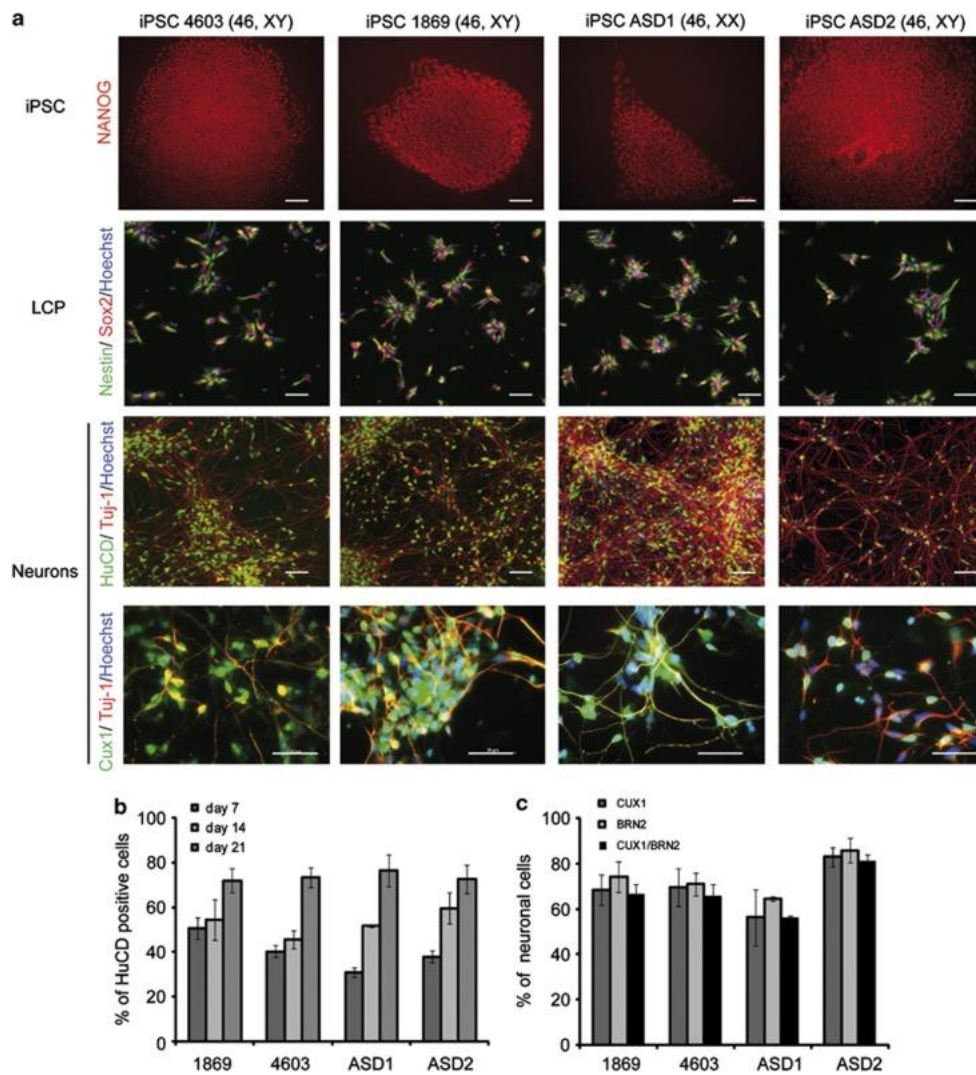 a
iPSC 4603 (46, XY) iPSC 1869 (46, XY) iPSC ASD1 (46, XX) iPSC ASD2 (46, XY)
iPSC
NANOG
LCP
Nestin/ Sox2/Hoechst
Neurons
HuCD/ Tuj-1/Hoechst
Cux1/ Tuj-1/Hoechst
b
day 7
day 14
day 21
% of HuCD positive cells
100
80
60
40
20
0
1869 4603 ASD1 ASD2
c
CUX1
BRN2
CUX1/BRN2
% of neuronal cells
100
80
60
40
20
0
1869 4603 ASD1 ASD2